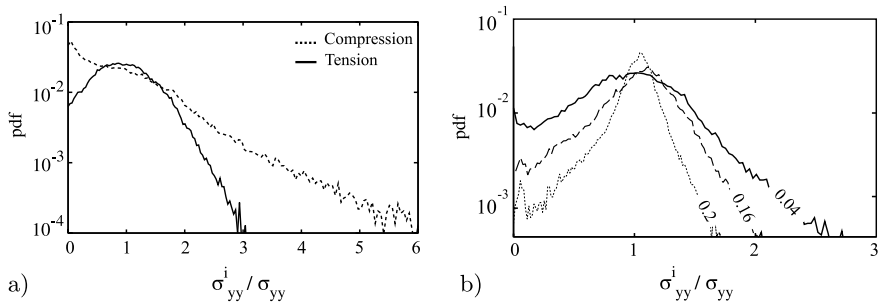 10^-1
10^-2
10^-3
10^-4
pdf
Compression
Tension
0 1 2 3 4 5 6
σ^i_yy / σ_yy
a)
10^-1
10^-2
10^-3
pdf
0.2 0.16 0.04
0 1 2 3
σ^i_yy / σ_yy
b)